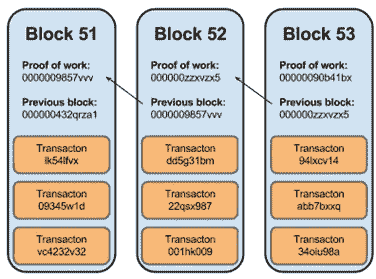 Block 51
Proof of work:
0000009857vvv
Previous block:
000000432qrza1
Transacton
lk54lfvx
Transacton
09345w1d
Transacton
vc4232v32
Block 52
Proof of work:
000000zzxvzx5
Previous block:
0000009857vvv
Transacton
dd5g31bm
Transacton
22qsx987
Transacton
001hk009
Block 53
Proof of work:
00000090b41bx
Previous block:
000000zzxvzx5
Transacton
94lxcv14
Transacton
abb7bxxq
Transacton
34oiu98a